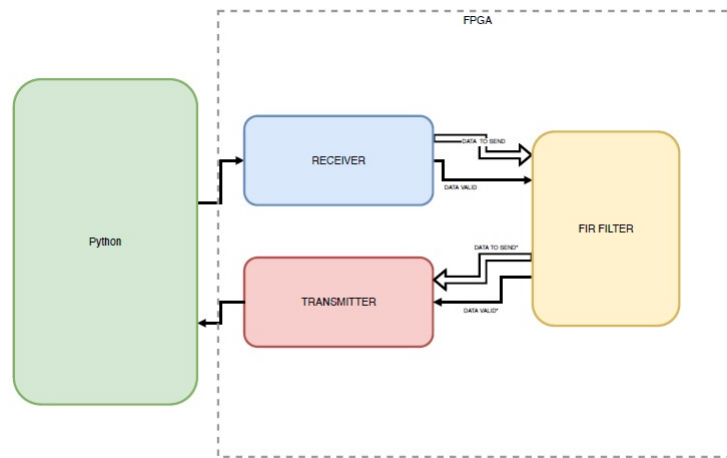 FPGA
RECEIVER
DATA TO SEND
DATA VALID
Python
FIR FILTER
DATA TO SEND*
TRANSMITTER
DATA VALID*